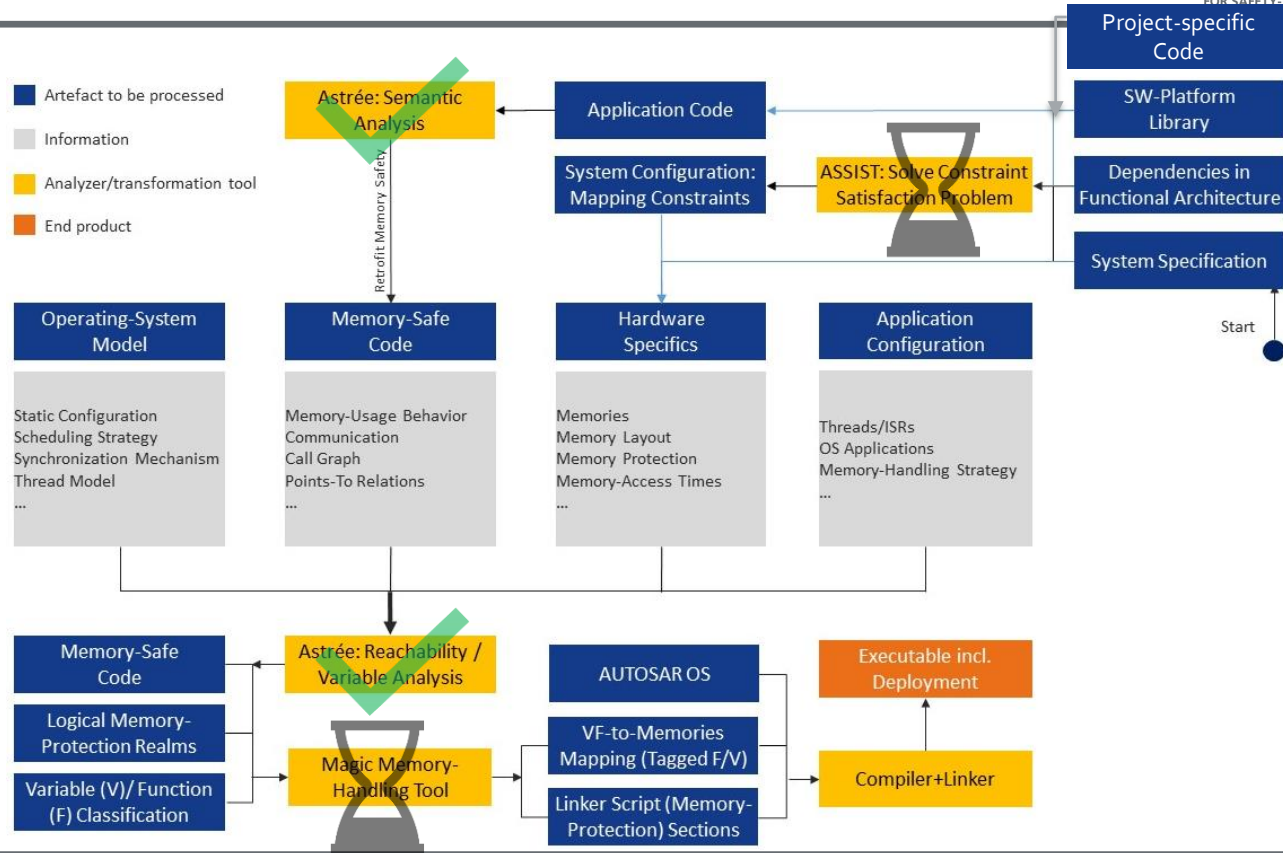 FOR SAFETY-
Project-specific
Code
Artefact to be processed
Information
Analyzer/transformation tool
End product
Astrée: Semantic
Analysis
Application Code
SW-Platform
Library
System Configuration:
Mapping Constraints
ASSIST: Solve Constraint
Satisfaction Problem
Dependencies in
Functional Architecture
System Specification
Retrofit Memory Safety
Start
Operating-System
Model
Memory-Safe
Code
Hardware
Specifics
Application
Configuration
Static Configuration
Scheduling Strategy
Synchronization Mechanism
Thread Model
...
Memory-Usage Behavior
Communication
Call Graph
Points-To Relations
...
Memories
Memory Layout
Memory Protection
Memory-Access Times
...
Threads/ISRs
OS Applications
Memory-Handling Strategy
...
Memory-Safe
Code
Logical Memory-
Protection Realms
Variable (V)/ Function
(F) Classification
Astrée: Reachability /
Variable Analysis
Magic Memory-
Handling Tool
AUTOSAR OS
VF-to-Memories
Mapping (Tagged F/V)
Linker Script (Memory-
Protection) Sections
Executable incl.
Deployment
Compiler+Linker